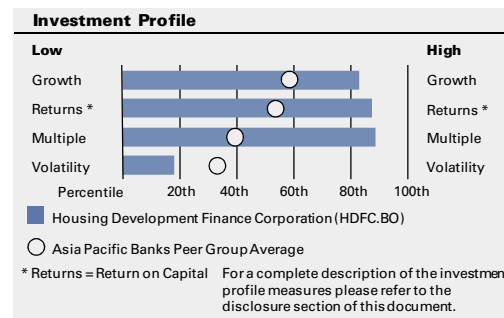 Investment Profile
Low High
Growth Growth
Returns * Returns *
Multiple Multiple
Volatility Volatility
Percentile 20th 40th 60th 80th 100th
Housing Development Finance Corporation (HDFC.BO)
Asia Pacific Banks Peer Group Average
* Returns = Return on Capital For a complete description of the investmen
profile measures please refer to the
disclosure section of this document.